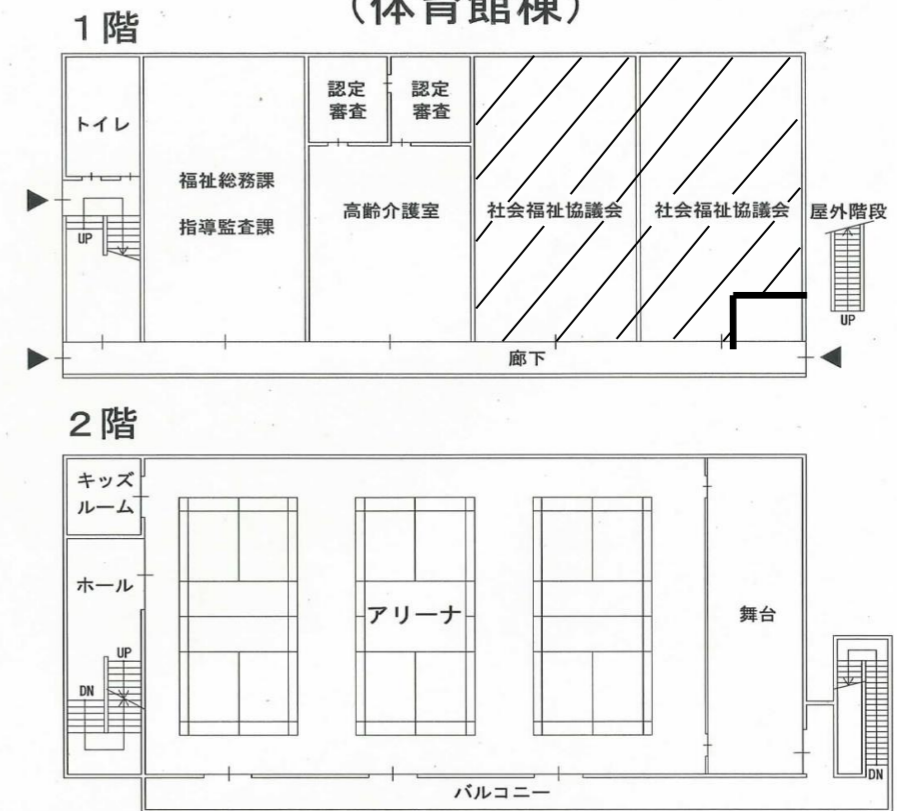 （体育館棟）
１階
トイレ
認定
審査
認定
審査
福祉総務課
指導監査課
高齢介護室
社会福祉協議会
社会福祉協議会
屋外階段
UP
UP
廊下
２階
キッズ
ルーム
ホール
アリーナ
舞台
UP
DN
DN
バルコニー